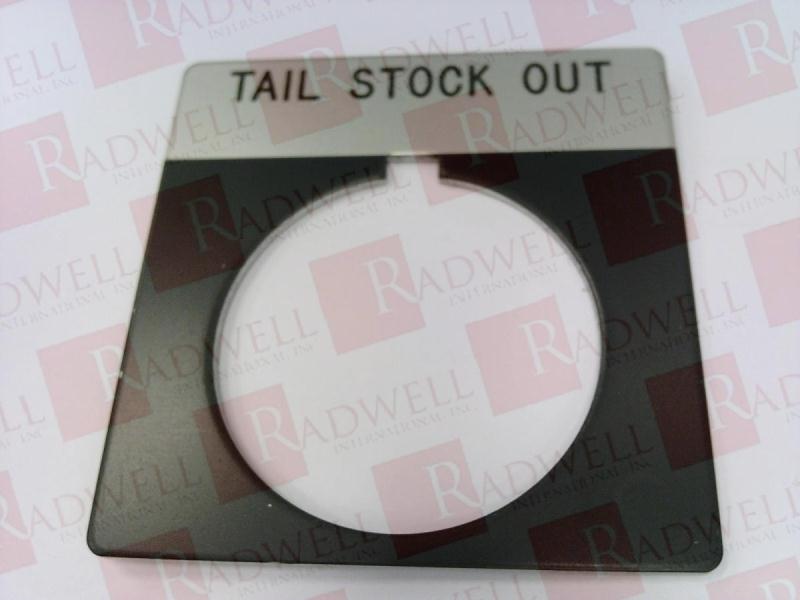 TAIL STOCK OUT
RADWELL
INTERNATIONAL, INC